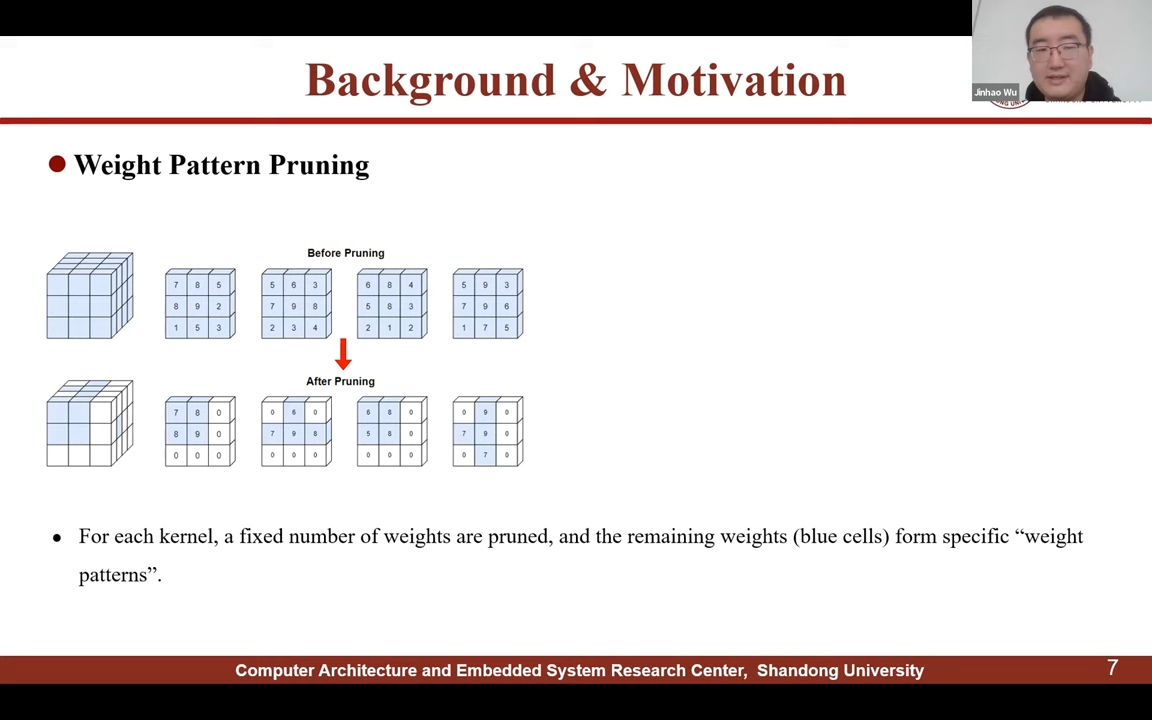 Background & Motivation
Jinhao Wu
Weight Pattern Pruning
Before Pruning
7 8 5 5 6 3 6 8 4 5 9 3
8 9 2 7 9 8 5 8 3 7 9 6
1 5 3 2 3 4 2 1 2 1 7 5
After Pruning
7 8 0 0 6 0 6 8 0 0 9 0
8 9 0 7 9 8 5 8 0 7 9 0
0 0 0 0 0 0 0 0 0 0 7 0
• For each kernel, a fixed number of weights are pruned, and the remaining weights (blue cells) form specific “weight
patterns”.
Computer Architecture and Embedded System Research Center, Shandong University
7